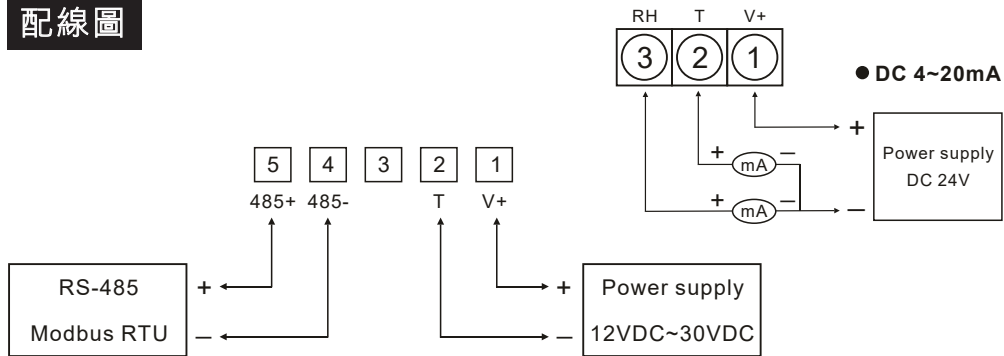 配線圖
RH T V+
3 2 1
● DC 4~20mA
+
Power supply
DC 24V
+ mA –
+ mA –
–
5 4 3 2 1
485+ 485- T V+
RS-485
Modbus RTU
+
–
+
–
Power supply
12VDC~30VDC